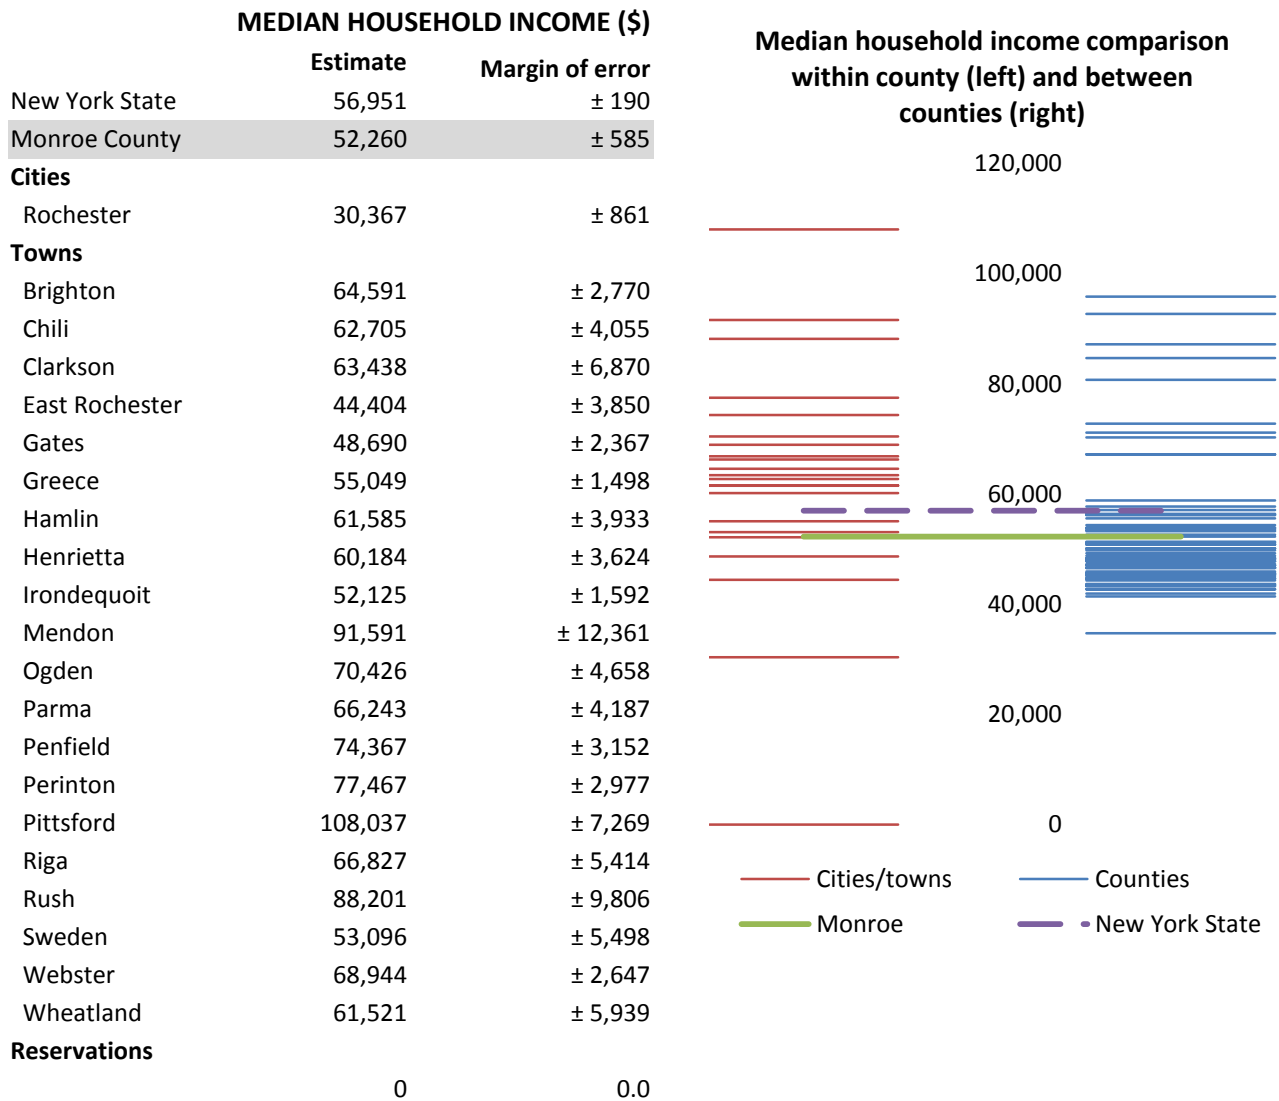 MEDIAN HOUSEHOLD INCOME ($)
Estimate Margin of error
New York State 56,951 ± 190
Monroe County 52,260 ± 585
Cities
Rochester 30,367 ± 861
Towns
Brighton 64,591 ± 2,770
Chili 62,705 ± 4,055
Clarkson 63,438 ± 6,870
East Rochester 44,404 ± 3,850
Gates 48,690 ± 2,367
Greece 55,049 ± 1,498
Hamlin 61,585 ± 3,933
Henrietta 60,184 ± 3,624
Irondequoit 52,125 ± 1,592
Mendon 91,591 ± 12,361
Ogden 70,426 ± 4,658
Parma 66,243 ± 4,187
Penfield 74,367 ± 3,152
Perinton 77,467 ± 2,977
Pittsford 108,037 ± 7,269
Riga 66,827 ± 5,414
Rush 88,201 ± 9,806
Sweden 53,096 ± 5,498
Webster 68,944 ± 2,647
Wheatland 61,521 ± 5,939
Reservations
0 0.0
Median household income comparison
within county (left) and between
counties (right)
120,000
100,000
80,000
60,000
40,000
20,000
0
Cities/towns Counties
Monroe New York State